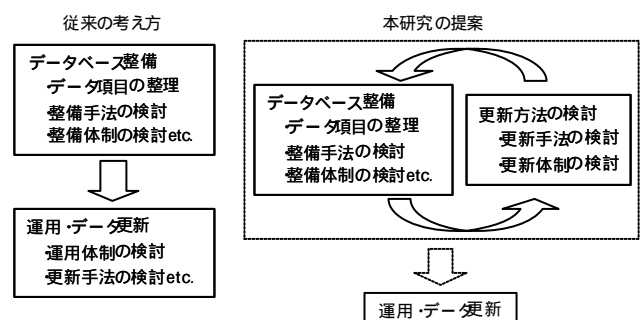 従来の考え方
データベース整備
・データ項目の整理
・整備手法の検討
・整備体制の検討etc.
運用・データ更新
・運用体制の検討
・更新手法の検討etc.
本研究の提案
データベース整備
・データ項目の整理
・整備手法の検討
・整備体制の検討etc.
更新方法の検討
・更新手法の検討
・更新体制の検討
運用・データ更新